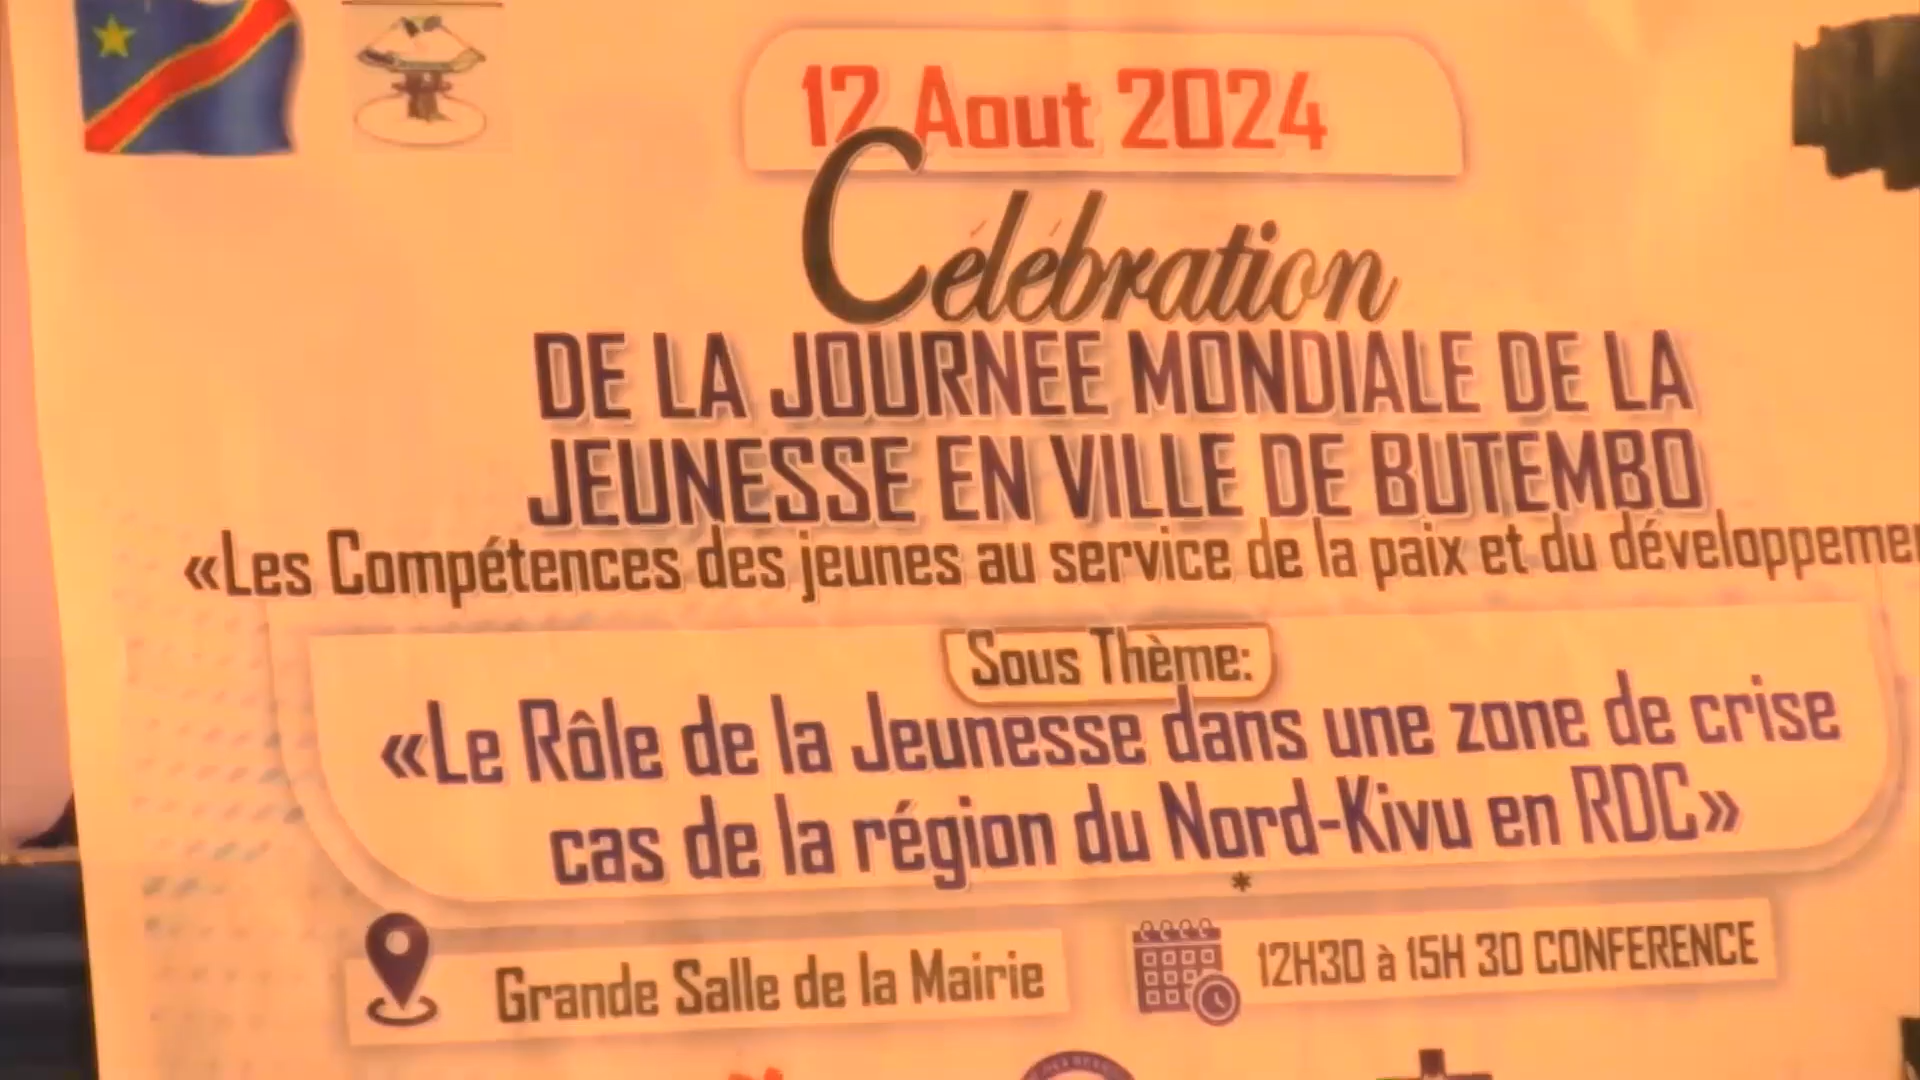 12 Aout 2024
Célébration
DE LA JOURNEE MONDIALE DE LA
JEUNESSE EN VILLE DE BUTEMBO
«Les Compétences des jeunes au service de la paix et du développemen
Sous Thème:
«Le Rôle de la Jeunesse dans une zone de crise
cas de la région du Nord-Kivu en RDC»
*
Grande Salle de la Mairie
12H30 à 15H 30 CONFERENCE